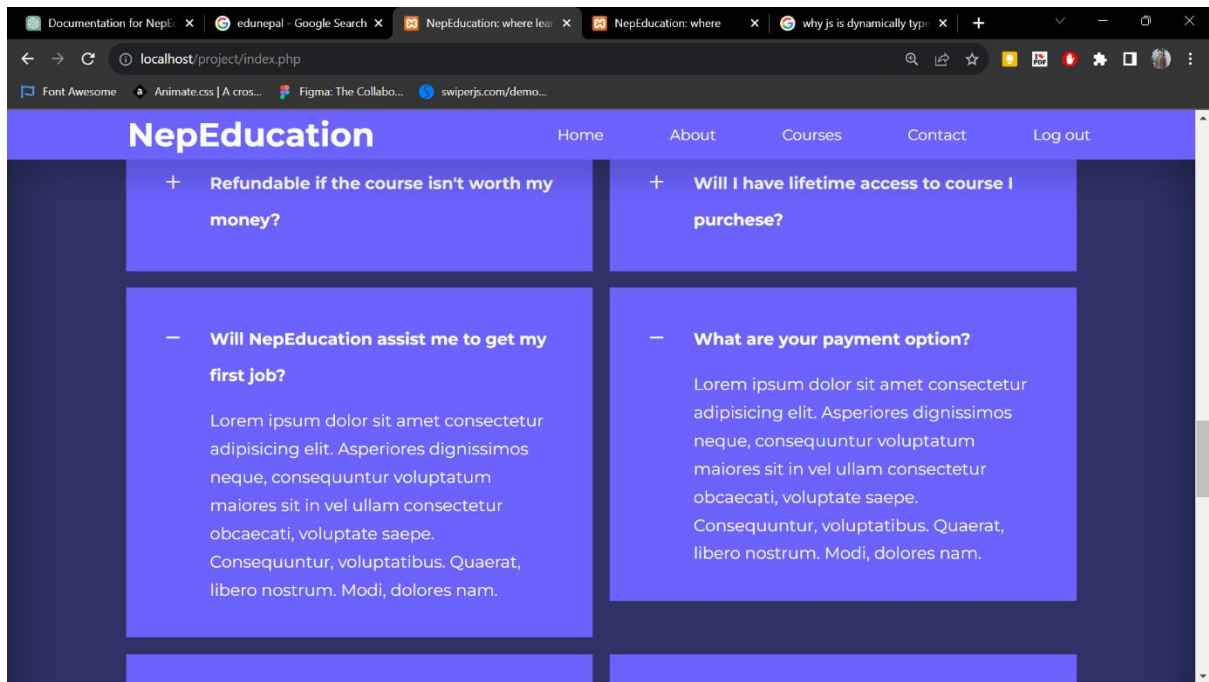 Documentation for NepE
edunepal - Google Search
NepEducation: where lear
NepEducation: where
why js is dynamically type
localhost/project/index.php
Font Awesome
Animate.css | A cros...
Figma: The Collabo...
swiperjs.com/demo...
NepEducation
Home
About
Courses
Contact
Log out
Refundable if the course isn't worth my
money?
Will I have lifetime access to course I
purchese?
Will NepEducation assist me to get my
first job?
Lorem ipsum dolor sit amet consectetur
adipisicing elit. Asperiores dignissimos
neque, consequuntur voluptatum
maiores sit in vel ullam consectetur
obcaecati, voluptate saepe.
Consequuntur, voluptatibus. Quaerat,
libero nostrum. Modi, dolores nam.
What are your payment option?
Lorem ipsum dolor sit amet consectetur
adipisicing elit. Asperiores dignissimos
neque, consequuntur voluptatum
maiores sit in vel ullam consectetur
obcaecati, voluptate saepe.
Consequuntur, voluptatibus. Quaerat,
libero nostrum. Modi, dolores nam.